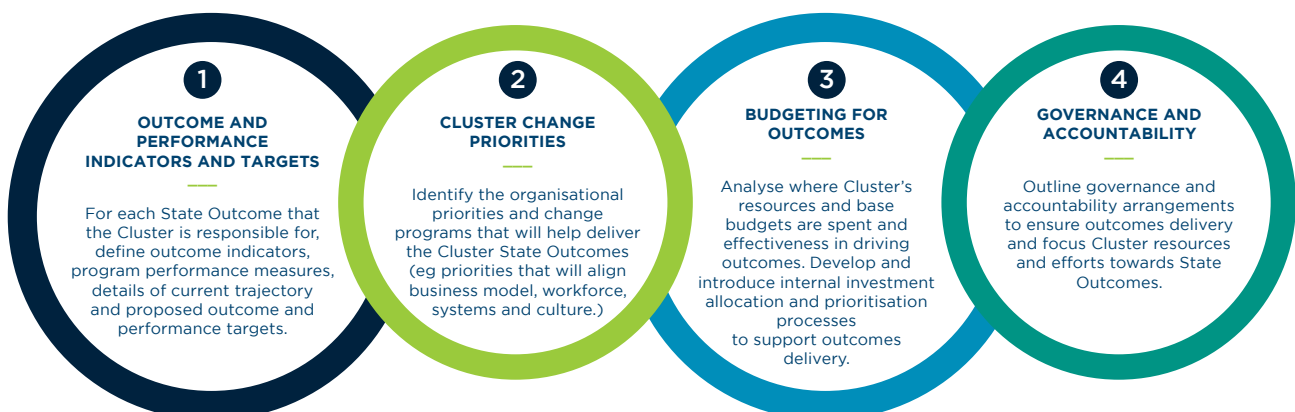 1
OUTCOME AND
PERFORMANCE
INDICATORS AND TARGETS
For each State Outcome that
the Cluster is responsible for,
define outcome indicators,
program performance measures,
details of current trajectory
and proposed outcome and
performance targets.
2
CLUSTER CHANGE
PRIORITIES
Identify the organisational
priorities and change
programs that will help deliver
the Cluster State Outcomes
(eg priorities that will align
business model, workforce,
systems and culture.)
3
BUDGETING FOR
OUTCOMES
Analyse where Cluster’s
resources and base
budgets are spent and
effectiveness in driving
outcomes. Develop and
introduce internal investment
allocation and prioritisation
processes
to support outcomes
delivery.
4
GOVERNANCE AND
ACCOUNTABILITY
Outline governance and
accountability arrangements
to ensure outcomes delivery
and focus Cluster resources
and efforts towards State
Outcomes.